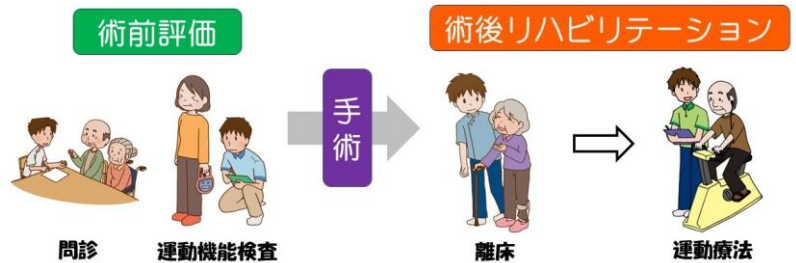 術前評価
術後リハビリテーション
手術
問診
運動機能検査
離床
運動療法